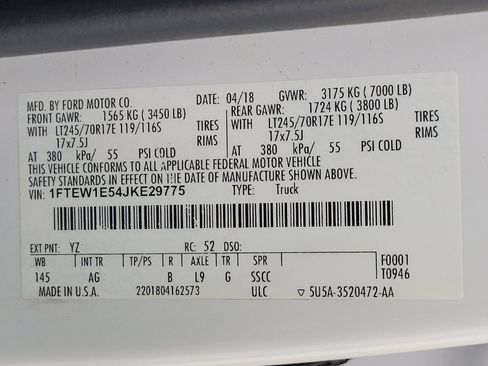 MFD. BY FORD MOTOR CO. DATE: 04/18 GVWR: 3175 KG (7000 LB)
FRONT GAWR: 1565 KG (3450 LB) REAR GAWR: 1724 KG (3800 LB)
WITH LT245/70R17E 119/116S TIRES WITH LT245/70R17E 119/116S TIRES
17x7.5J RIMS 17x7.5J RIMS
AT 380 kPa/ 55 PSI COLD AT 380 kPa/ 55 PSI COLD
THIS VEHICLE CONFORMS TO ALL APPLICABLE FEDERAL MOTOR VEHICLE
SAFETY STANDARDS IN EFFECT ON THE DATE OF MANUFACTURE SHOWN ABOVE.
VIN: 1FTEW1E54JKE29775 TYPE: Truck
EXT PNT: YZ RC: 52 DSO:
WB INT TR TP/PS R AXLE TR SPR F0001
145 AG B L9 G SSCC T0946
MADE IN U.S.A. 2201804162573 ULC ▽ 5U5A-3520472-AA